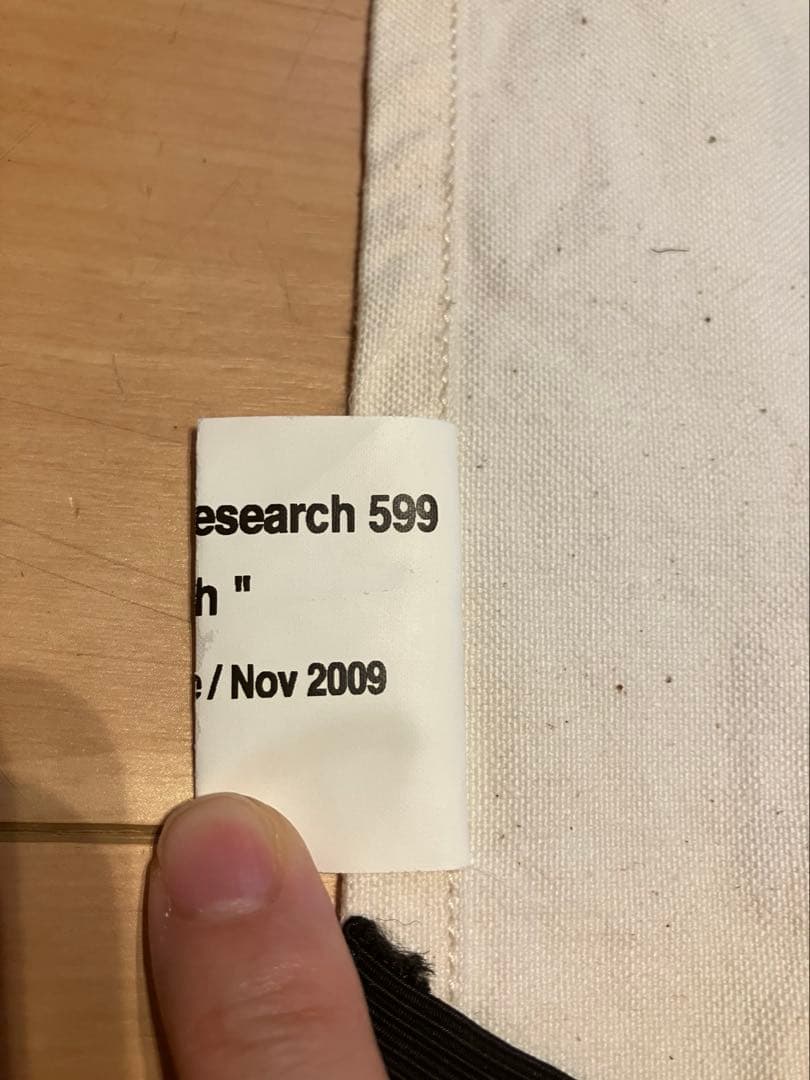 esearch 599
h "
e / Nov 2009